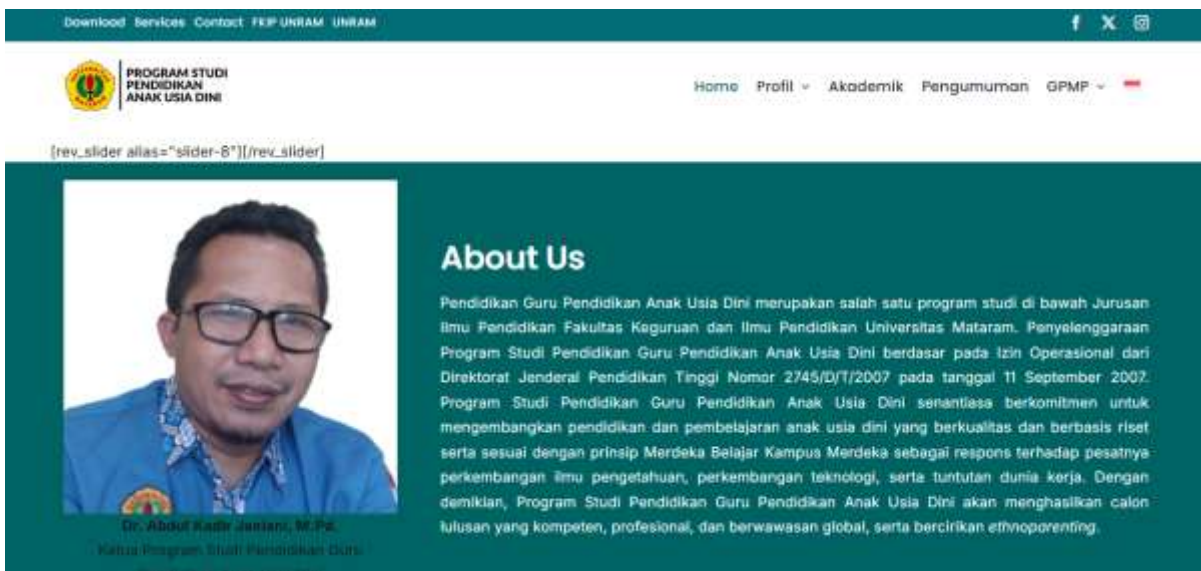 Download Services Contact FKIP UNRAM UNRAM
PROGRAM STUDI
PENDIDIKAN
ANAK USIA DINI
Home Profil Akademik Pengumuman GPMP
[rev_slider alias="slider-8"][/rev_slider]
About Us
Pendidikan Guru Pendidikan Anak Usia Dini merupakan salah satu program studi di bawah Jurusan
Ilmu Pendidikan Fakultas Keguruan dan Ilmu Pendidikan Universitas Mataram. Penyelenggaraan
Program Studi Pendidikan Guru Pendidikan Anak Usia Dini berdasar pada Izin Operasional dari
Direktorat Jenderal Pendidikan Tinggi Nomor 2745/D/T/2007 pada tanggal 11 September 2007.
Program Studi Pendidikan Guru Pendidikan Anak Usia Dini senantiasa berkomitmen untuk
mengembangkan pendidikan dan pembelajaran anak usia dini yang berkualitas dan berbasis riset
serta sesuai dengan prinsip Merdeka Belajar Kampus Merdeka sebagai respons terhadap pesatnya
perkembangan ilmu pengetahuan, perkembangan teknologi, serta tuntutan dunia kerja. Dengan
demikian, Program Studi Pendidikan Guru Pendidikan Anak Usia Dini akan menghasilkan calon
lulusan yang kompeten, profesional, dan berwawasan global, serta bercirikan ethnoparenting.
Dr. Abdul Kadir Jaelani, M.Pd.
Ketua Program Studi Pendidikan Guru